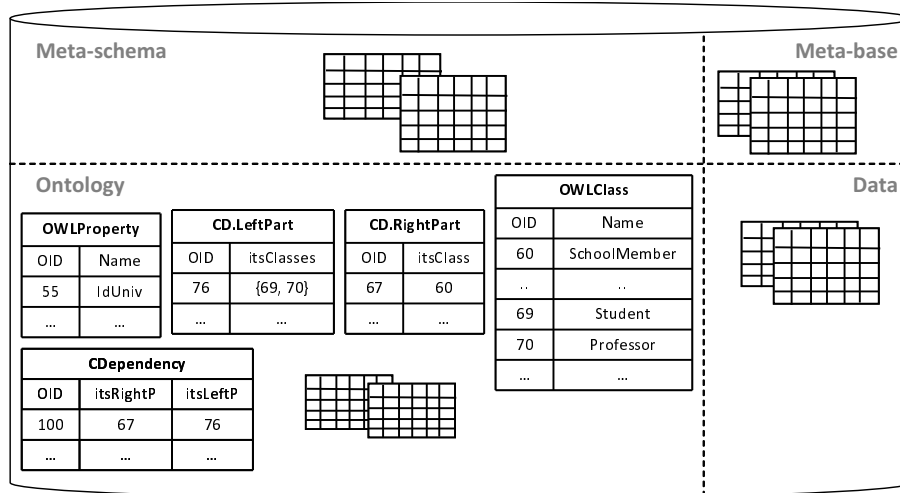 Meta-schema
Meta-base
Ontology
Data
OWLProperty
OID Name
55 IdUniv
... ...
CD.LeftPart
OID itsClasses
76 {69, 70}
... ...
CD.RightPart
OID itsClass
67 60
... ...
OWLClass
OID Name
60 SchoolMember
.. ..
69 Student
70 Professor
... ...
CDependency
OID itsRightP itsLeftP
100 67 76
... ... ...